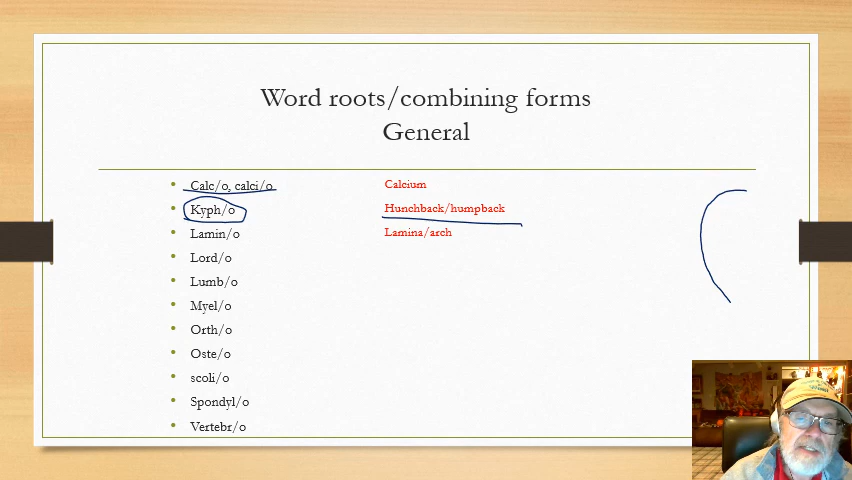 Word roots/combining forms
General
• Calc/o, calci/o Calcium
• Kyph/o Hunchback/humpback
• Lamin/o Lamina/arch
• Lord/o
• Lumb/o
• Myel/o
• Orth/o
• Oste/o
• scoli/o
• Spondyl/o
• Vertebr/o